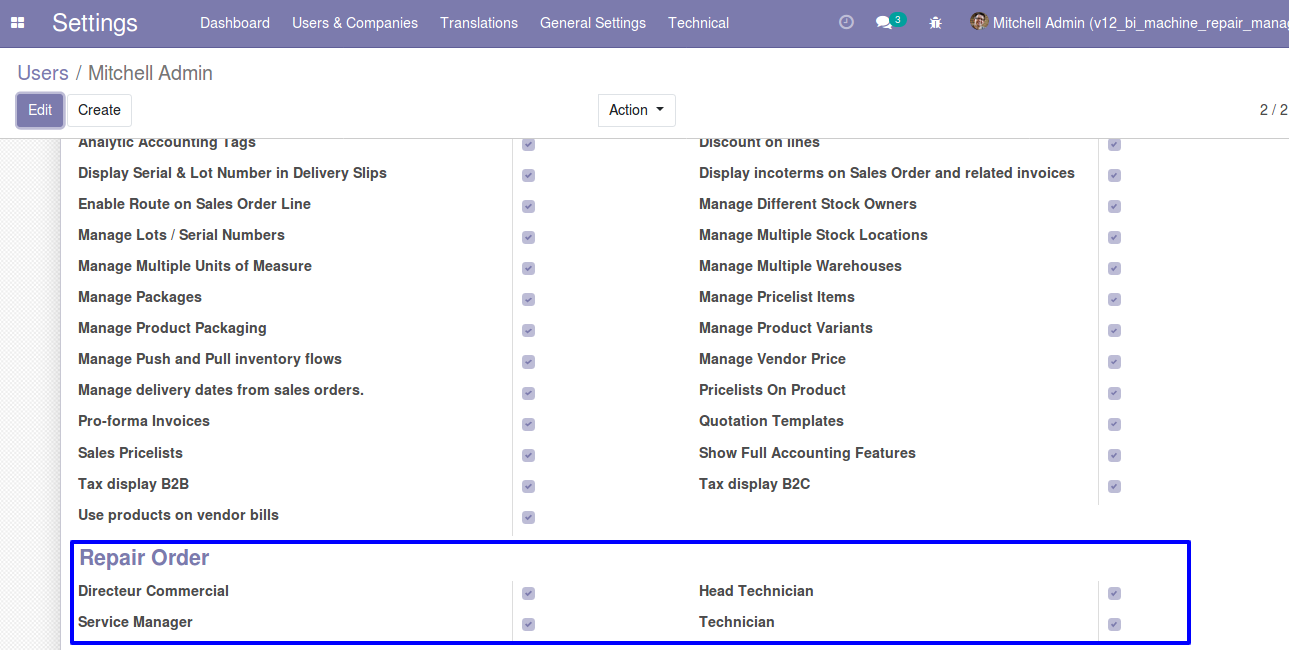 Settings Dashboard Users & Companies Translations General Settings Technical 3 Mitchell Admin (v12_bi_machine_repair_mana
Users / Mitchell Admin
Edit Create Action 2 / 2
Analytic Accounting Tags Discount on lines
Display Serial & Lot Number in Delivery Slips Display incoterms on Sales Order and related invoices
Enable Route on Sales Order Line Manage Different Stock Owners
Manage Lots / Serial Numbers Manage Multiple Stock Locations
Manage Multiple Units of Measure Manage Multiple Warehouses
Manage Packages Manage Pricelist Items
Manage Product Packaging Manage Product Variants
Manage Push and Pull inventory flows Manage Vendor Price
Manage delivery dates from sales orders. Pricelists On Product
Pro-forma Invoices Quotation Templates
Sales Pricelists Show Full Accounting Features
Tax display B2B Tax display B2C
Use products on vendor bills
Repair Order
Directeur Commercial Head Technician
Service Manager Technician